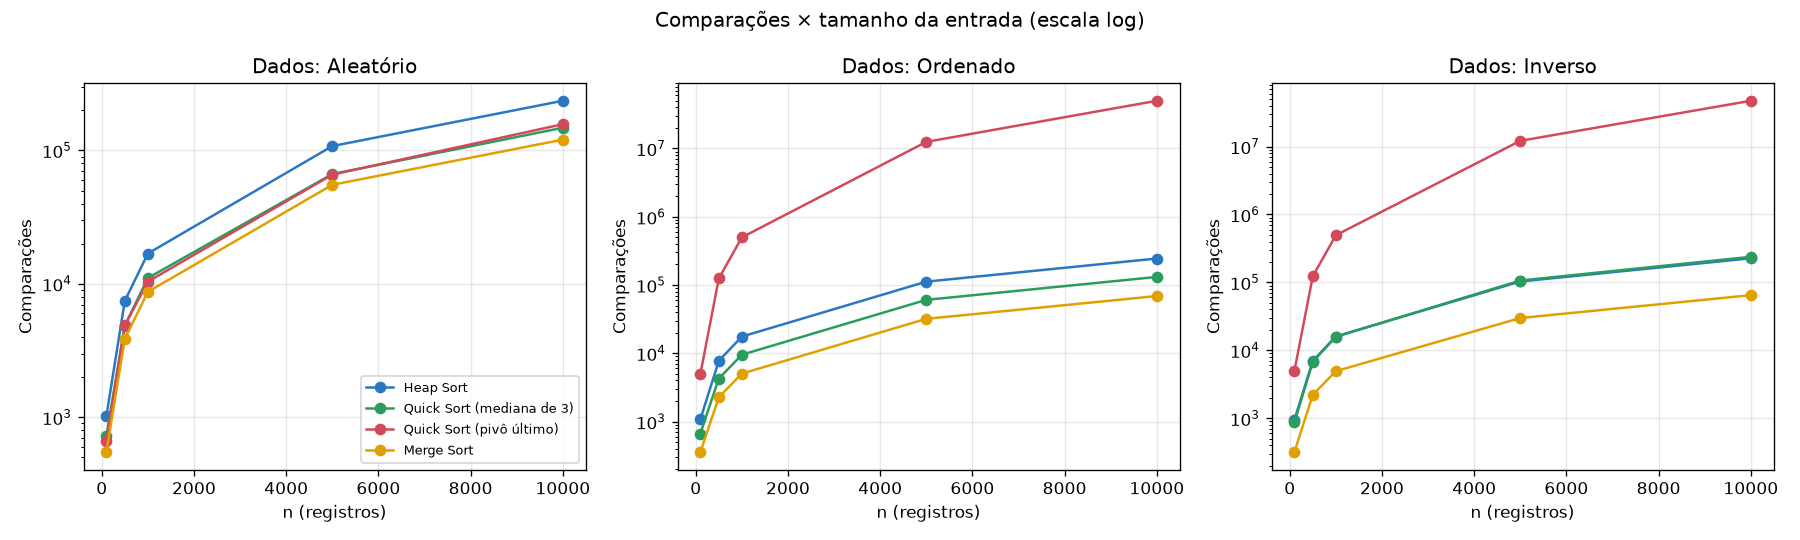 Comparações × tamanho da entrada (escala log)
Dados: Aleatório
Comparações
10^5
10^4
10^3
Heap Sort
Quick Sort (mediana de 3)
Quick Sort (pivô último)
Merge Sort
0 2000 4000 6000 8000 10000
n (registros)
Dados: Ordenado
Comparações
10^7
10^6
10^5
10^4
10^3
0 2000 4000 6000 8000 10000
n (registros)
Dados: Inverso
Comparações
10^7
10^6
10^5
10^4
10^3
0 2000 4000 6000 8000 10000
n (registros)